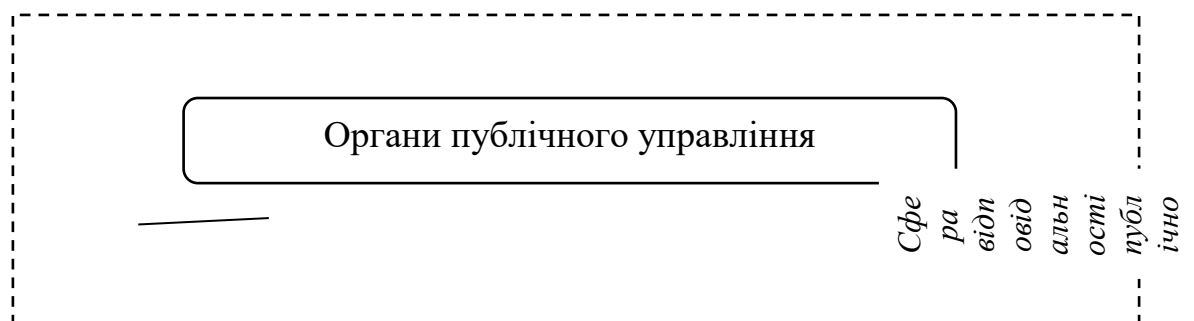 Органи публічного управління
Сфе
ра
відп
овід
альн
ості
публ
ічно